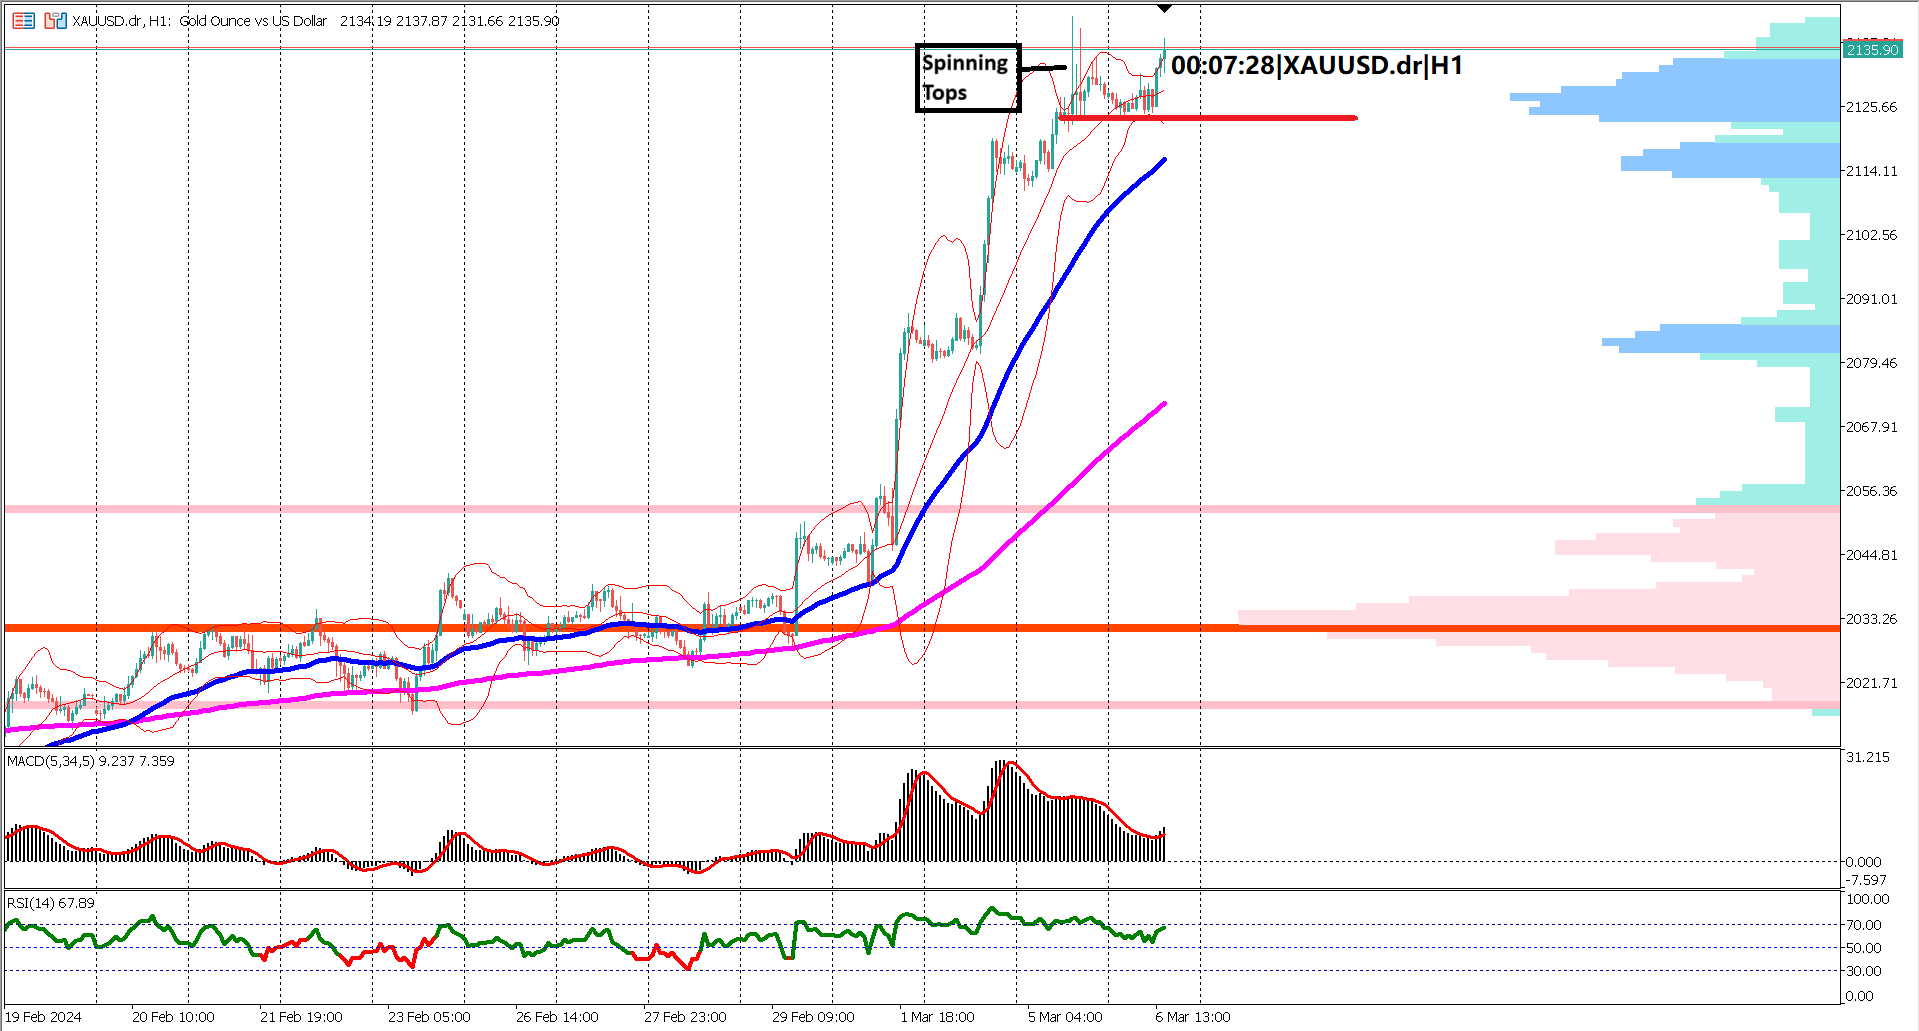 XAUUSD.dr, H1: Gold Ounce vs US Dollar 2134.19 2137.87 2131.66 2135.90
Spinning
Tops
00:07:28|XAUUSD.dr|H1
2135.90
2125.66
2114.11
2102.56
2091.01
2079.46
2067.91
2056.36
2044.81
2033.26
2021.71
MACD(5,34,5) 9.237 7.359
31.215
0.000
-7.597
RSI(14) 67.89
100.00
70.00
50.00
30.00
0.00
19 Feb 2024
20 Feb 10:00
21 Feb 19:00
23 Feb 05:00
26 Feb 14:00
27 Feb 23:00
29 Feb 09:00
1 Mar 18:00
5 Mar 04:00
6 Mar 13:00